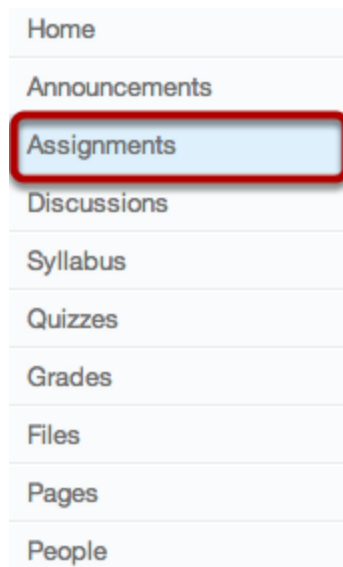 Home
Announcements
Assignments
Discussions
Syllabus
Quizzes
Grades
Files
Pages
People